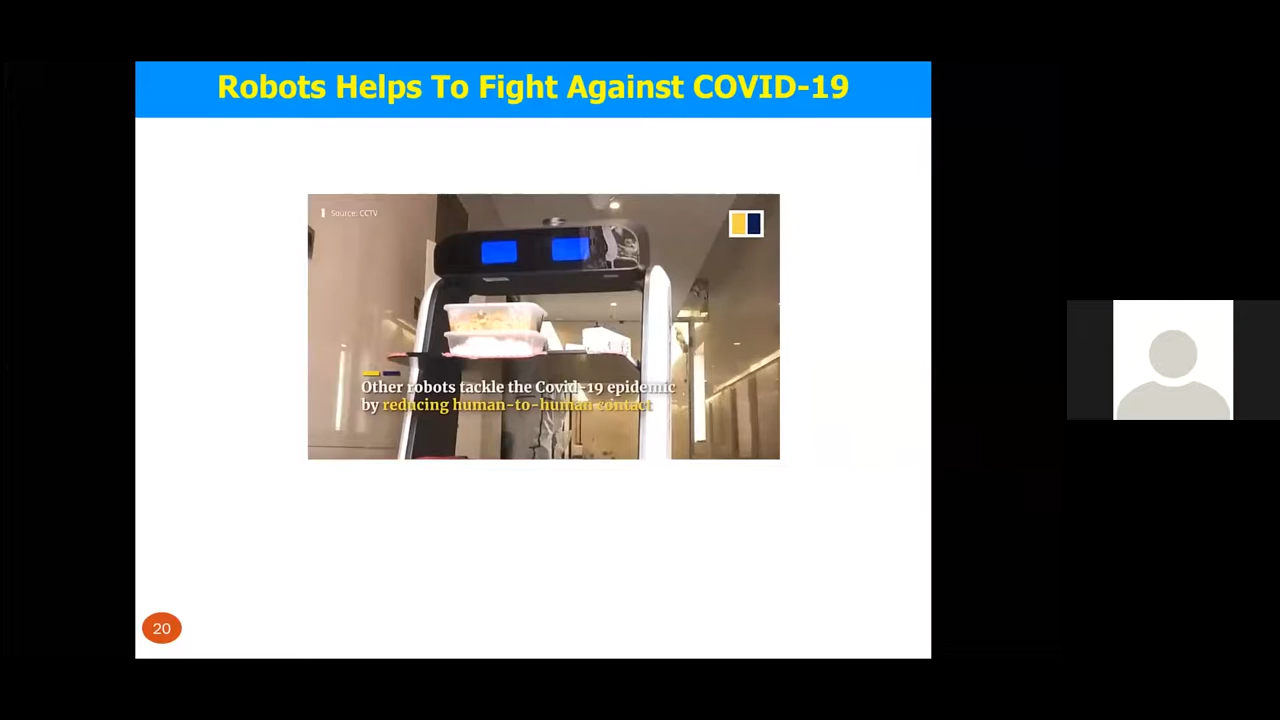 Robots Helps To Fight Against COVID-19
Source: CCTV
Other robots tackle the Covid-19 epidemic
by reducing human-to-human contact
20